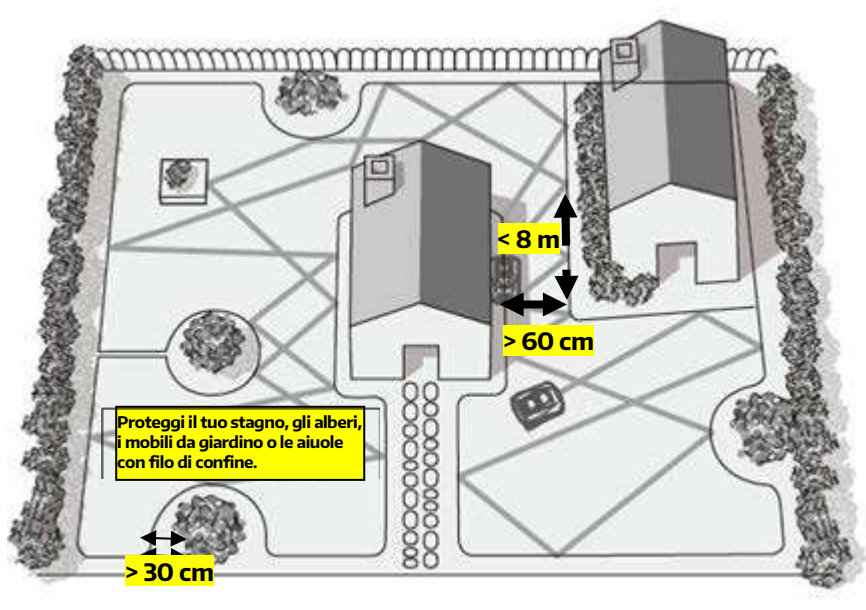 < 8 m
> 60 cm
Proteggi il tuo stagno, gli alberi,
i mobili da giardino o le aiuole
con filo di confine.
> 30 cm